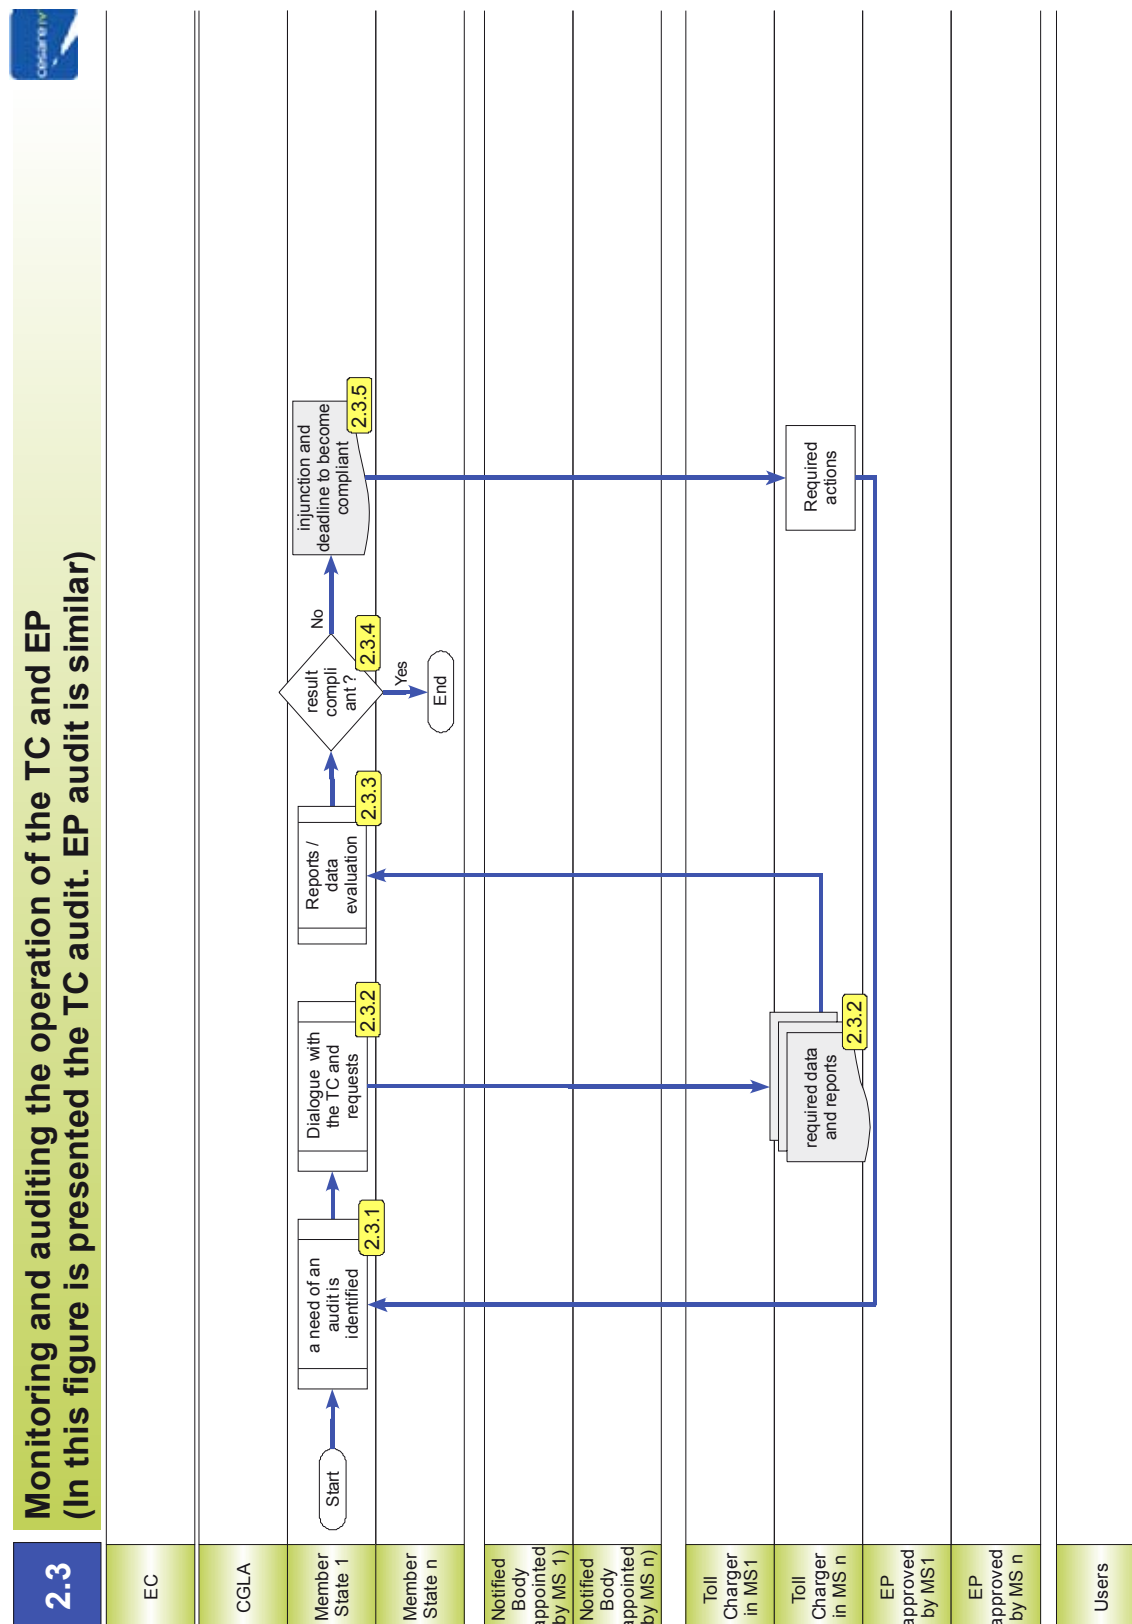 2.3
Monitoring and auditing the operation of the TC and EP
(In this figure is presented the TC audit. EP audit is similar)
cesare IV
EC
CGLA
Member
State 1
Start
a need of an
audit is
identified
2.3.1
Dialogue with
the TC and
requests
2.3.2
Reports /
data
evaluation
2.3.3
result
compli
ant ?
2.3.4
No
Yes
injunction and
deadline to become
compliant
2.3.5
Member
State n
End
Notified
Body
appointed
by MS 1)
Notified
Body
appointed
by MS n)
Toll
Charger
in MS1
Toll
Charger
in MS n
required data
and reports
2.3.2
Required
actions
EP
approved
by MS1
EP
approved
by MS n
Users